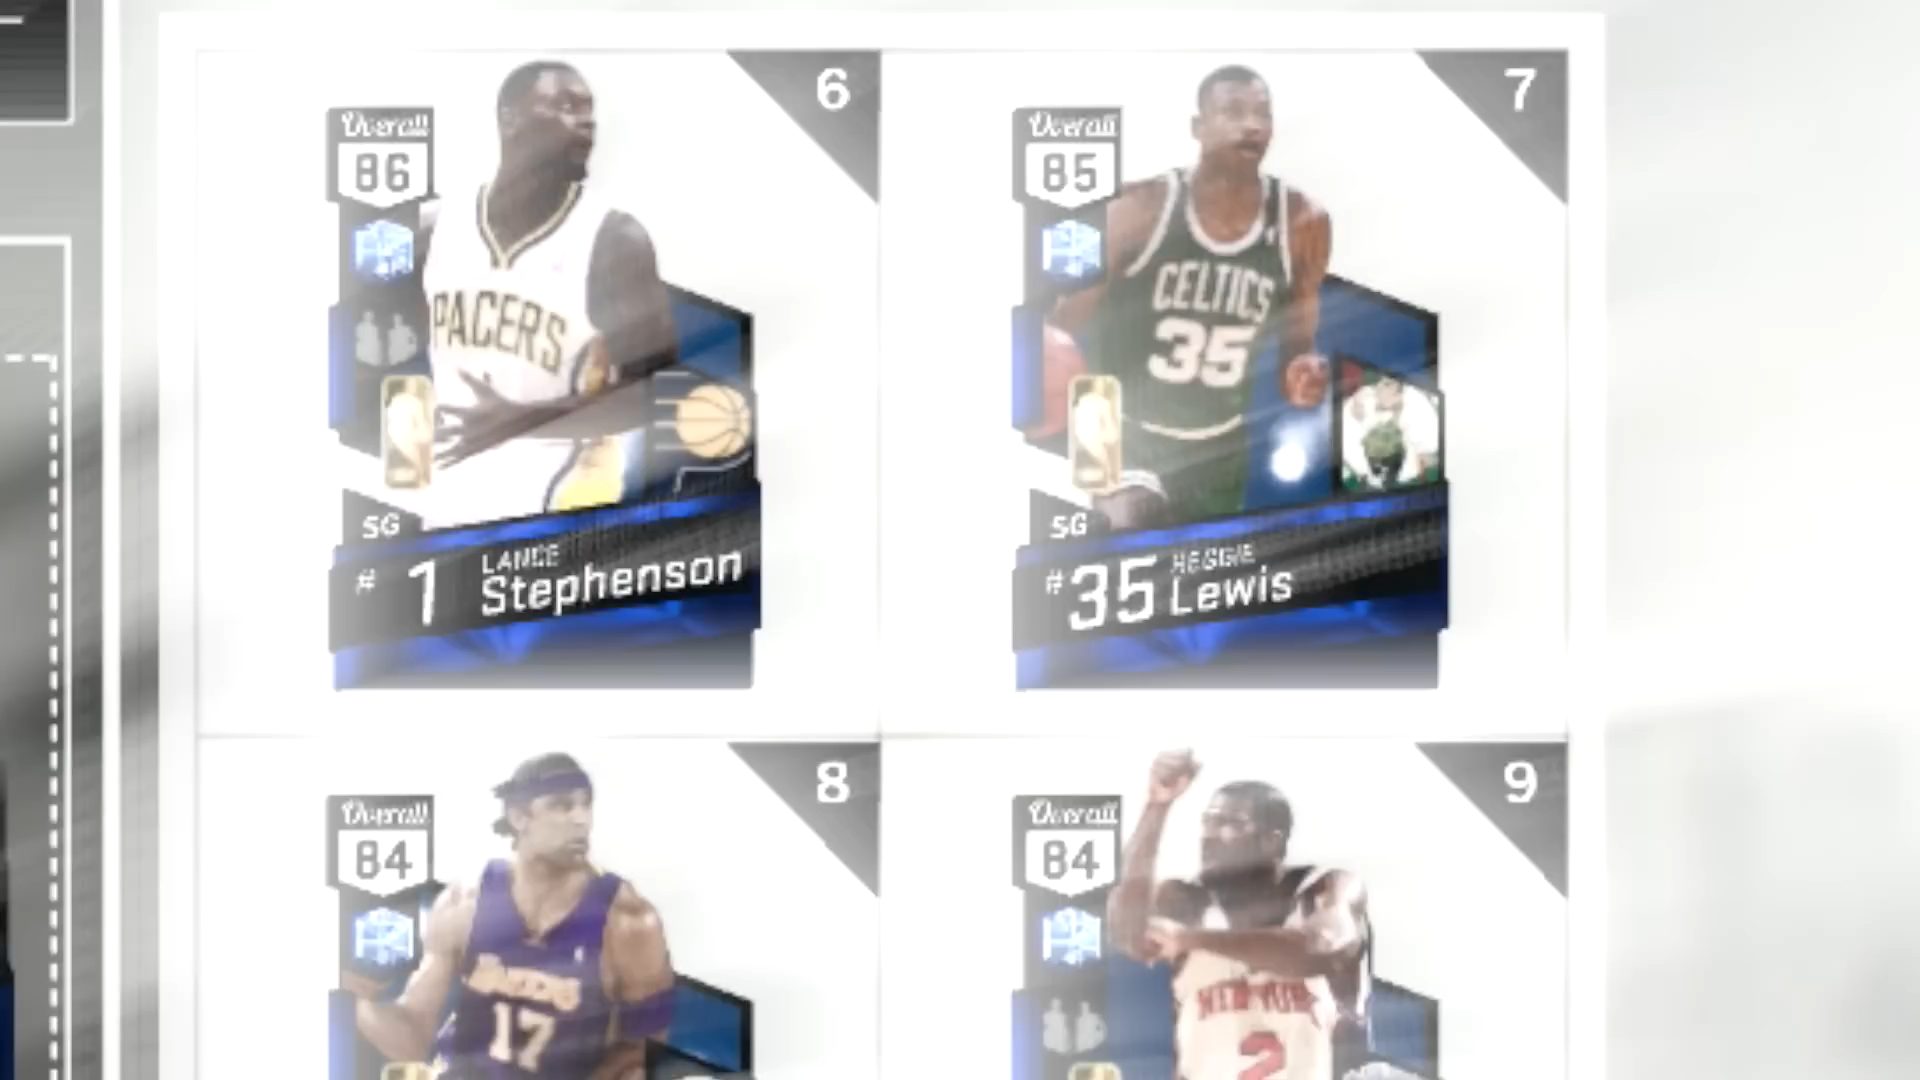 6
Overall
86
PACERS
SG
# 1 LANCE
Stephenson
7
Overall
85
CELTICS
35
SG
# 35 REGGIE
Lewis
8
Overall
84
LAKERS
17
9
Overall
84
NEW YORK
2